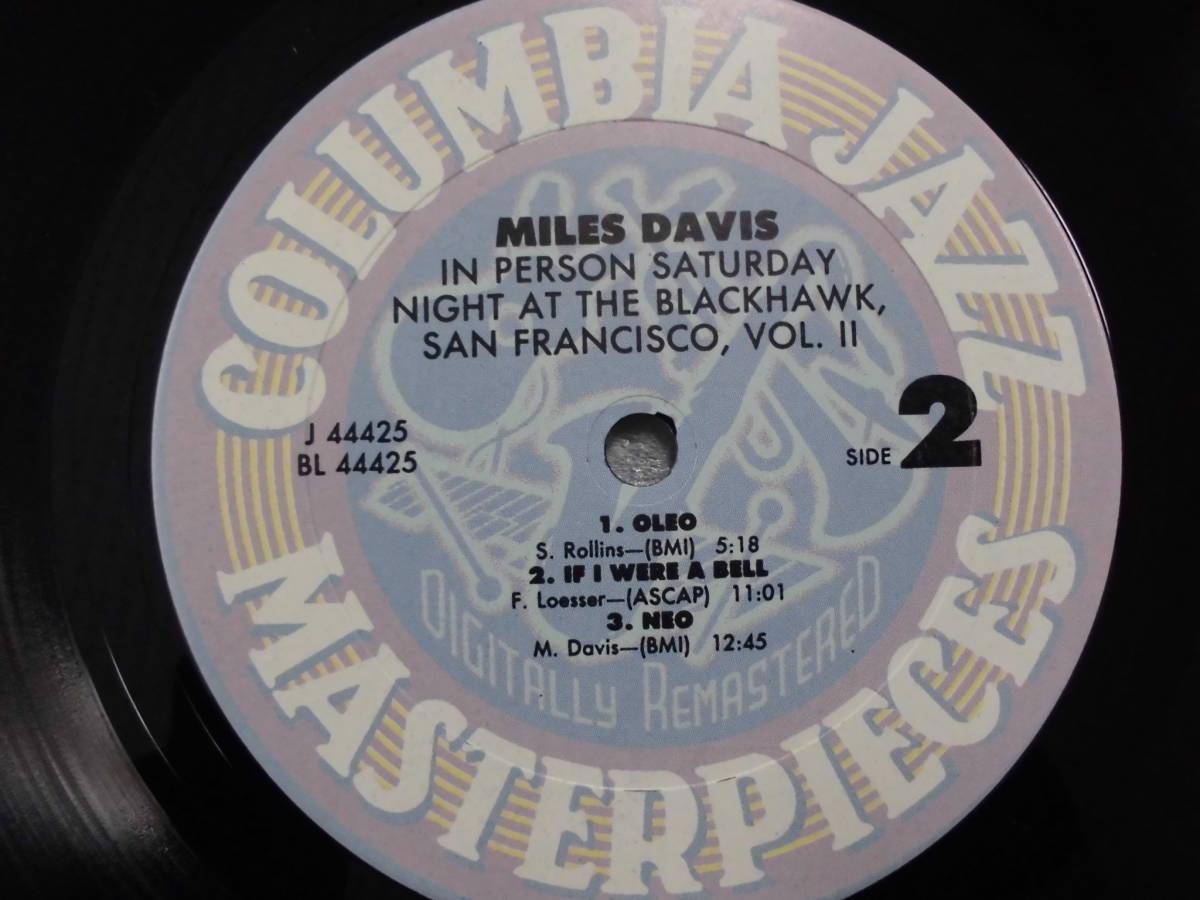 COLUMBIA JAZZ
MILES DAVIS
IN PERSON SATURDAY
NIGHT AT THE BLACKHAWK,
SAN FRANCISCO, VOL. II
J 44425
BL 44425
SIDE 2
1. OLEO
S. Rollins—(BMI) 5:18
2. IF I WERE A BELL
F. Loesser—(ASCAP) 11:01
3. NEO
M. Davis—(BMI) 12:45
DIGITALLY REMASTERED
MASTERPIECES